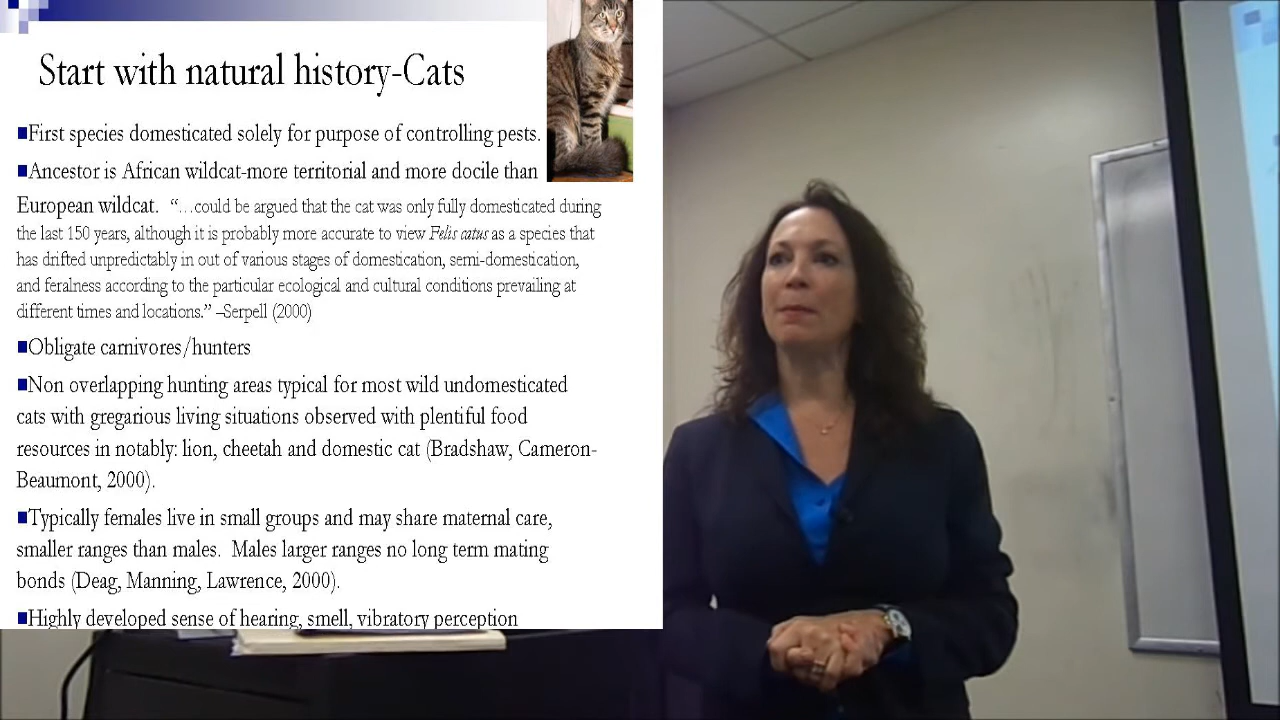 Start with natural history-Cats
■First species domesticated solely for purpose of controlling pests.
■Ancestor is African wildcat-more territorial and more docile than
European wildcat. “…could be argued that the cat was only fully domesticated during
the last 150 years, although it is probably more accurate to view Felis catus as a species that
has drifted unpredictably in out of various stages of domestication, semi-domestication,
and feralness according to the particular ecological and cultural conditions prevailing at
different times and locations.” –Serpell (2000)
■Obligate carnivores/hunters
■Non overlapping hunting areas typical for most wild undomesticated
cats with gregarious living situations observed with plentiful food
resources in notably: lion, cheetah and domestic cat (Bradshaw, Cameron-
Beaumont, 2000).
■Typically females live in small groups and may share maternal care,
smaller ranges than males. Males larger ranges no long term mating
bonds (Deag, Manning, Lawrence, 2000).
■Highly developed sense of hearing, smell, vibratory perception